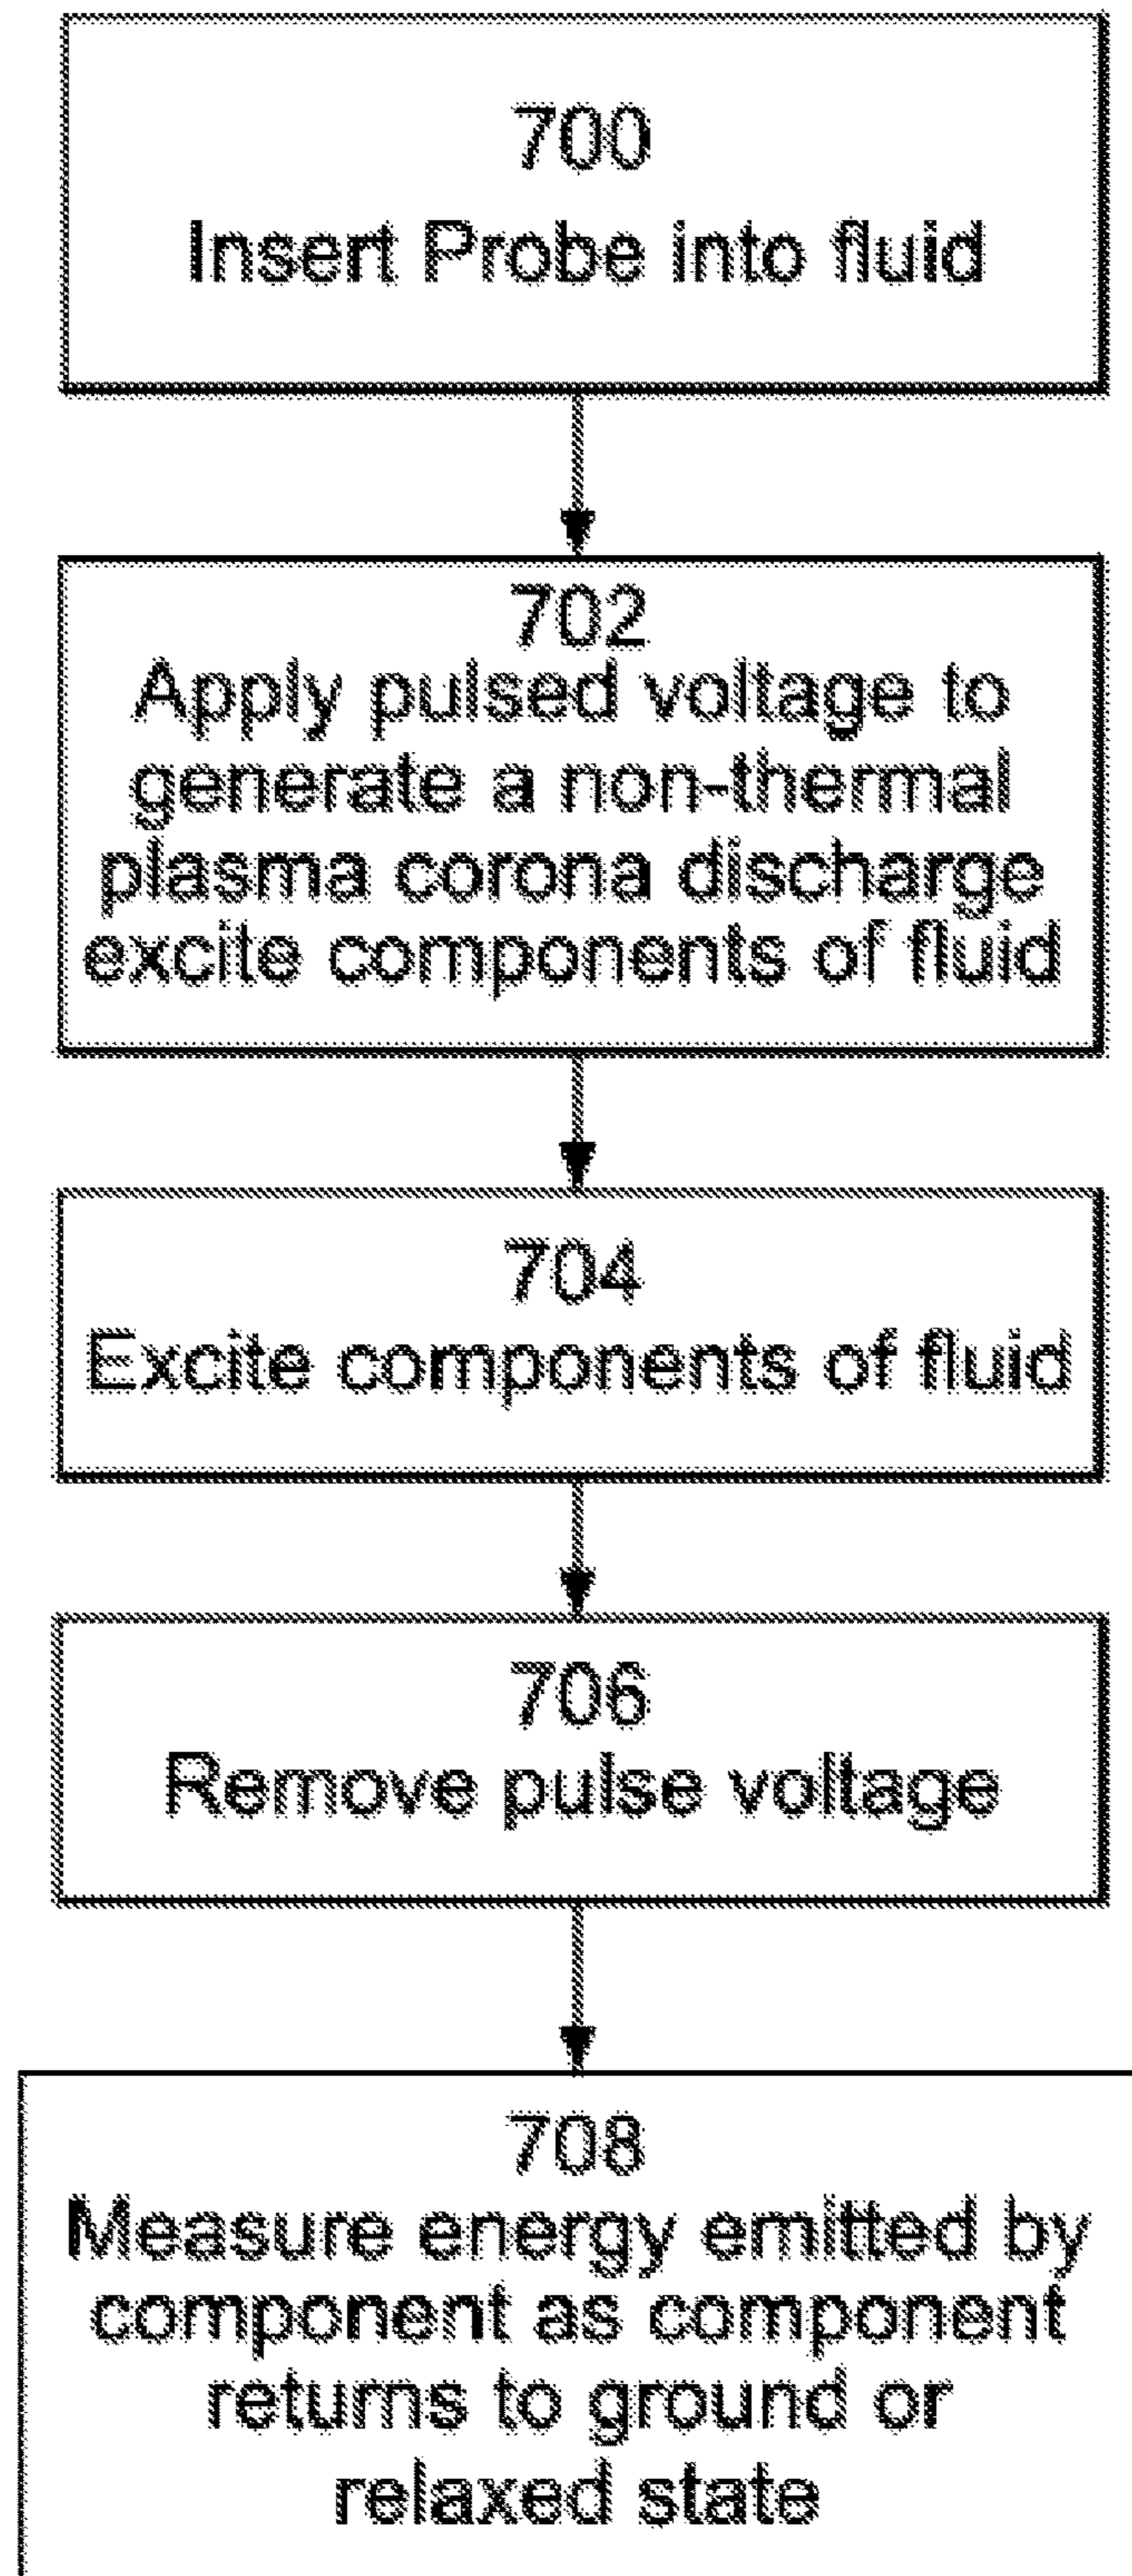 700
Insert Probe into fluid
702
Apply pulsed voltage to
generate a non-thermal
plasma corona discharge
excite components of fluid
704
Excite components of fluid
706
Remove pulse voltage
708
Measure energy emitted by
component as component
returns to ground or
relaxed state